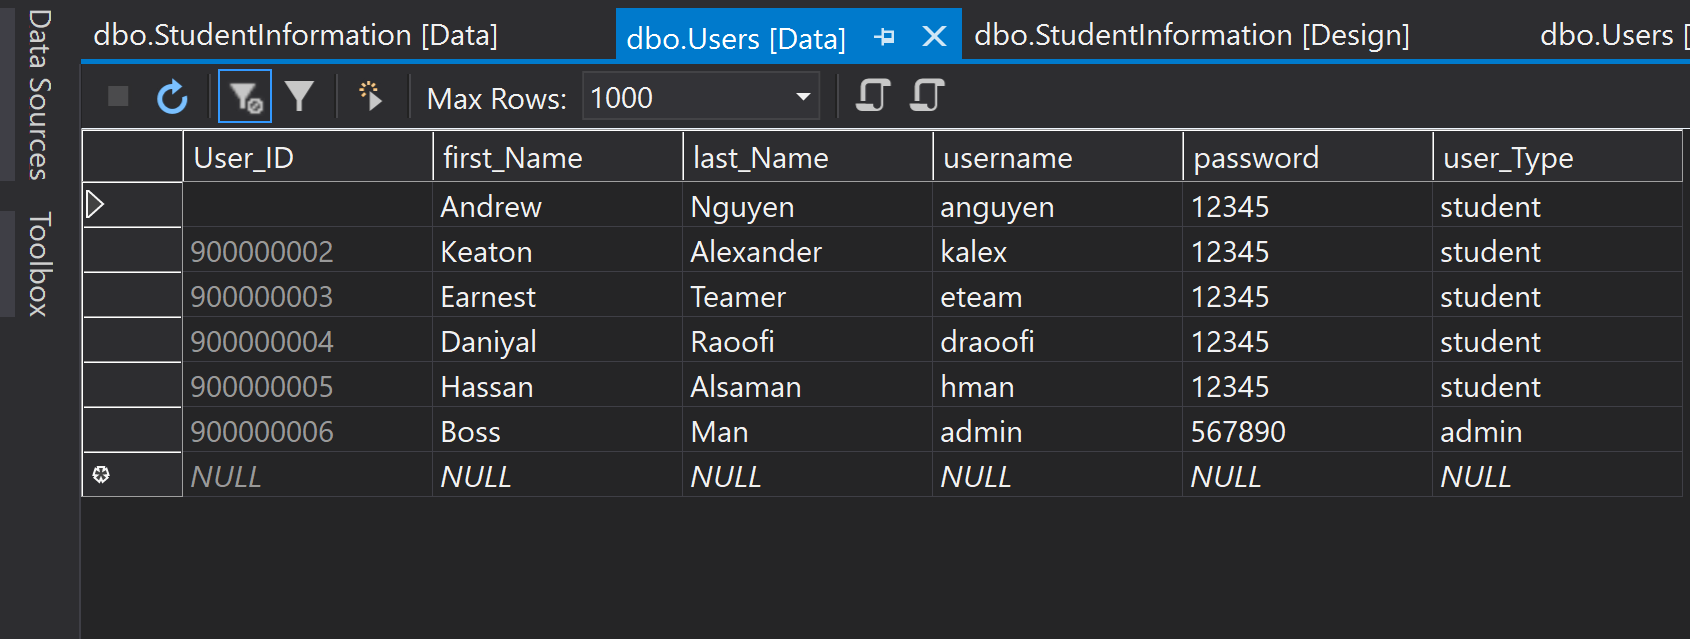 Data Sources
Toolbox
dbo.StudentInformation [Data] dbo.Users [Data] dbo.StudentInformation [Design] dbo.Users [
Max Rows: 1000
User_ID first_Name last_Name username password user_Type
Andrew Nguyen anguyen 12345 student
900000002 Keaton Alexander kalex 12345 student
900000003 Earnest Teamer eteam 12345 student
900000004 Daniyal Raoofi draoofi 12345 student
900000005 Hassan Alsaman hman 12345 student
900000006 Boss Man admin 567890 admin
NULL NULL NULL NULL NULL NULL